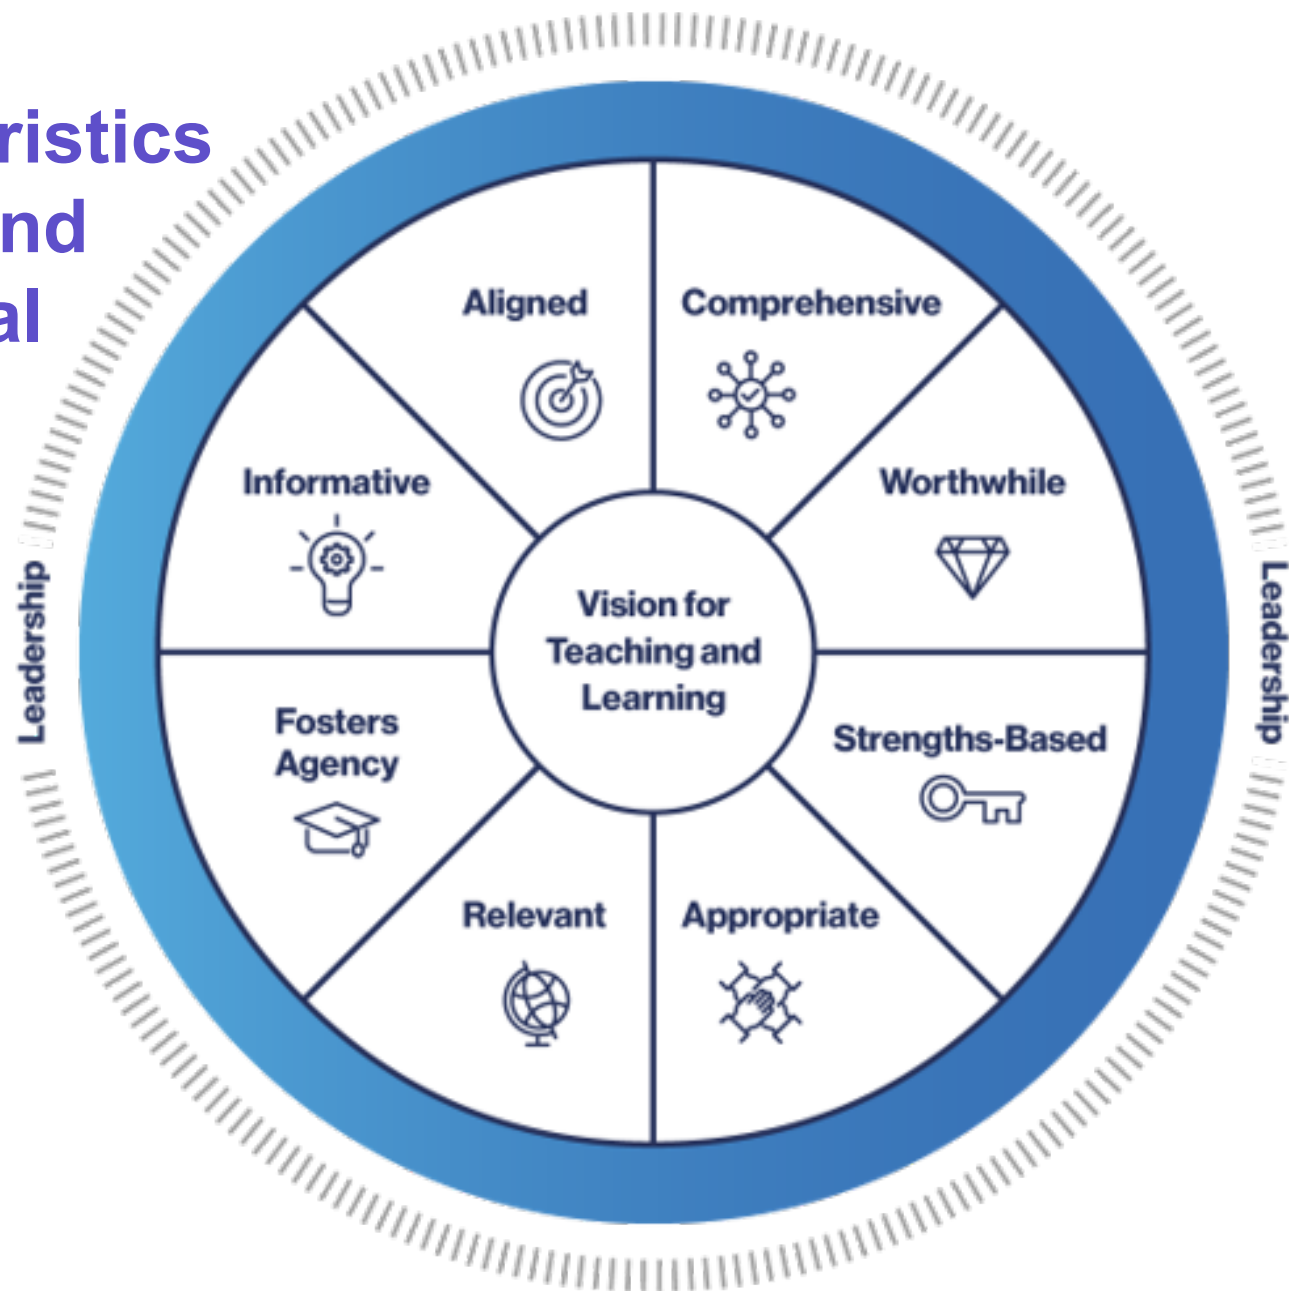 ristics
nd
al
Aligned
Comprehensive
Informative
Worthwhile
Leadership
Vision for
Teaching and
Learning
Leadership
Fosters
Agency
Strengths-Based
Relevant
Appropriate